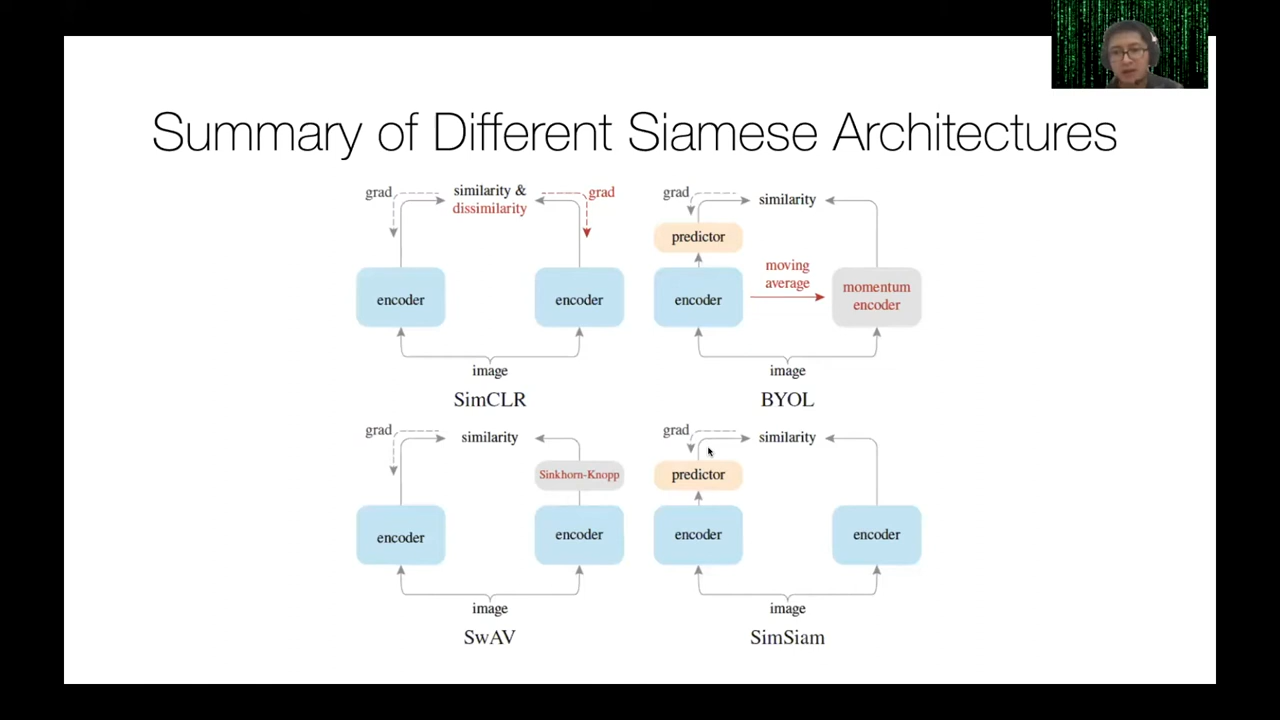 Summary of Different Siamese Architectures
grad
similarity &
dissimilarity
grad
encoder
encoder
image
SimCLR
grad
similarity
predictor
encoder
moving
average
momentum
encoder
image
BYOL
grad
similarity
Sinkhorn-Knopp
encoder
encoder
image
SwAV
grad
similarity
predictor
encoder
encoder
image
SimSiam